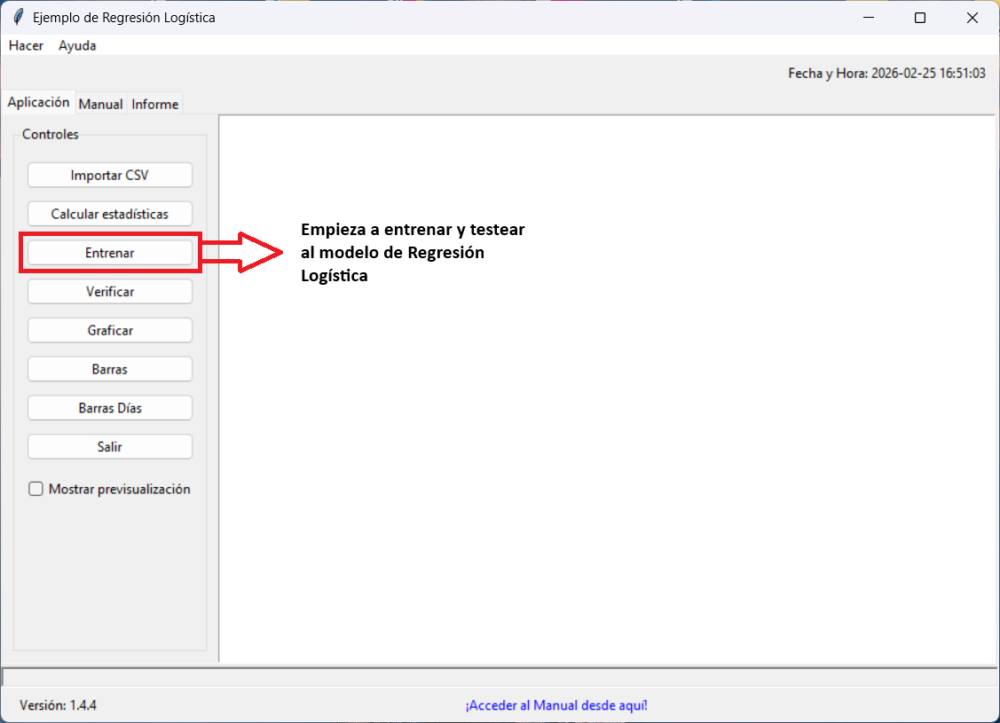 Ejemplo de Regresión Logística
Hacer Ayuda
Fecha y Hora: 2026-02-25 16:51:03
Aplicación Manual Informe
Controles
Importar CSV
Calcular estadísticas
Entrenar
Empieza a entrenar y testear
al modelo de Regresión
Logística
Verificar
Graficar
Barras
Barras Días
Salir
Mostrar previsualización
Versión: 1.4.4
¡Acceder al Manual desde aquí!